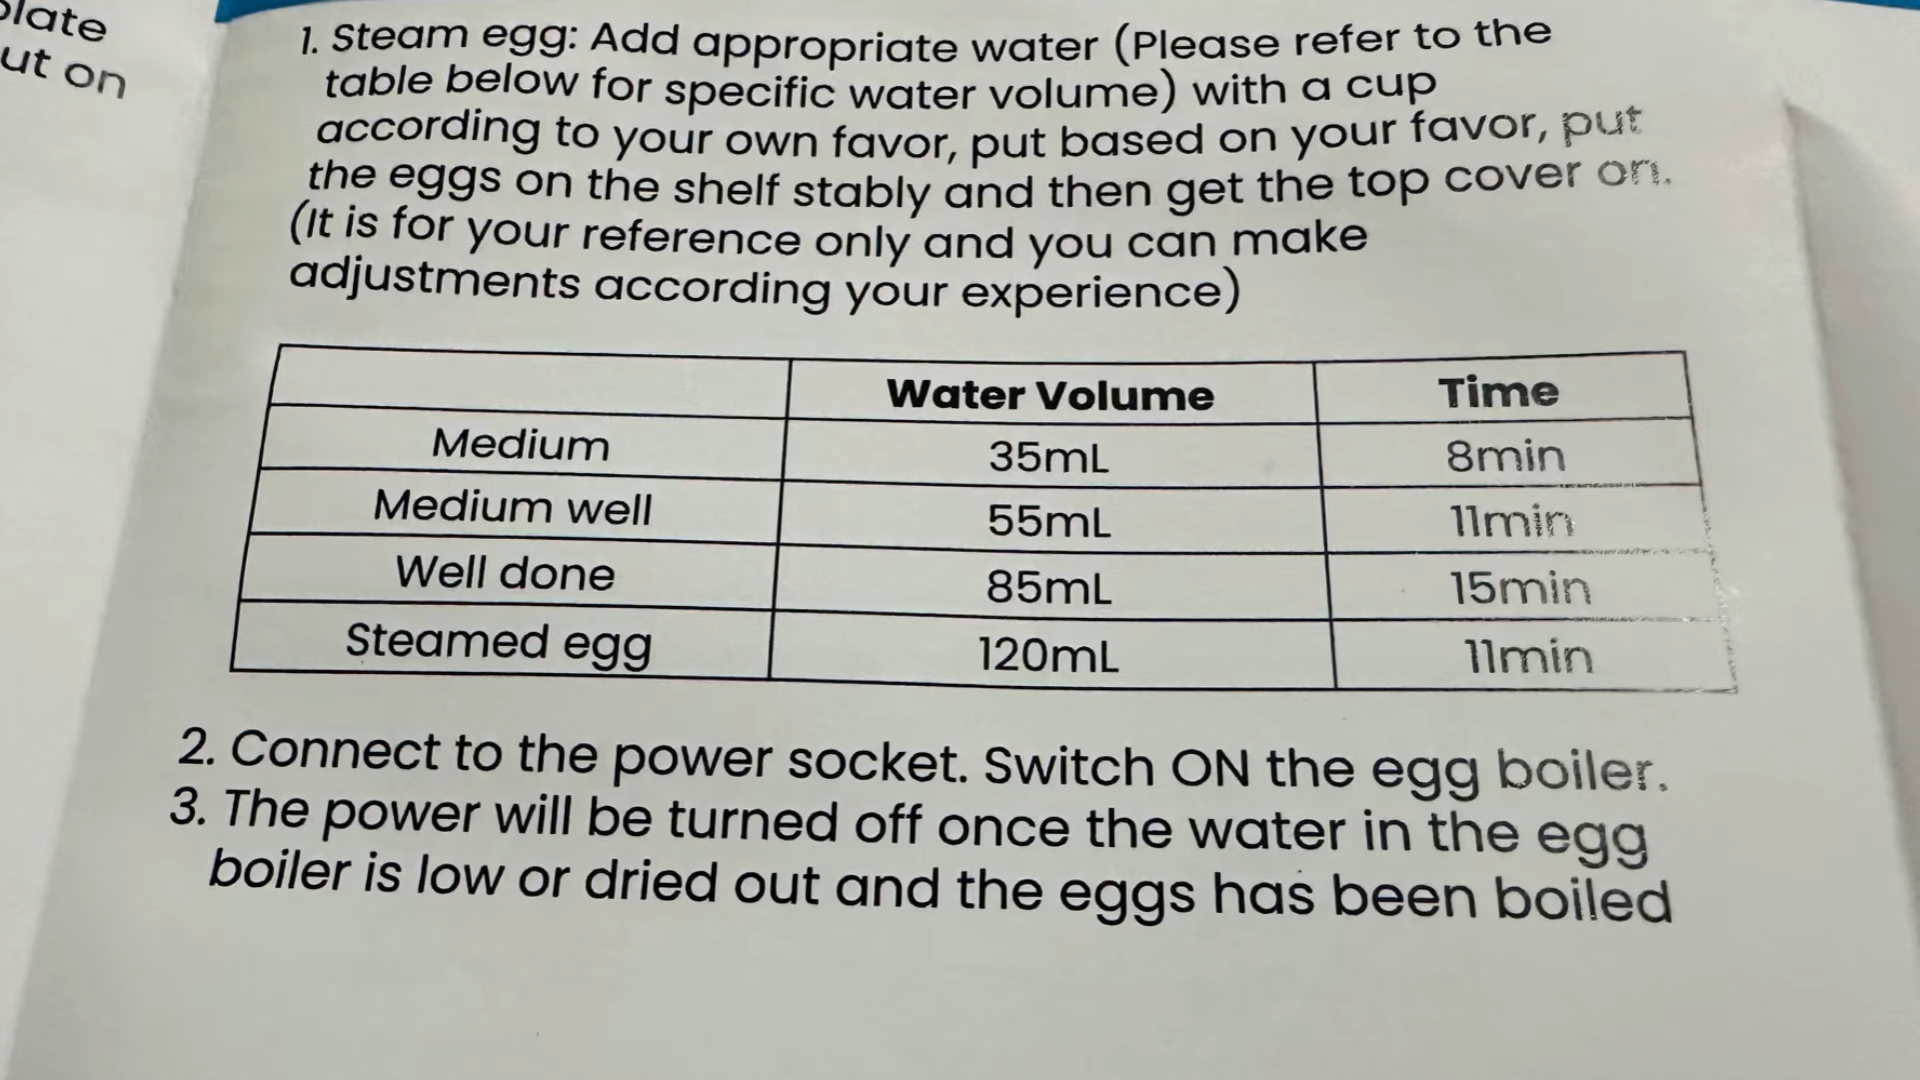 ut on
1. Steam egg: Add appropriate water (Please refer to the
table below for specific water volume) with a cup
according to your own favor, put based on your favor, put
the eggs on the shelf stably and then get the top cover on.
(It is for your reference only and you can make
adjustments according your experience)
Water Volume Time
Medium 35mL 8min
Medium well 55mL 11min
Well done 85mL 15min
Steamed egg 120mL 11min
2. Connect to the power socket. Switch ON the egg boiler.
3. The power will be turned off once the water in the egg
boiler is low or dried out and the eggs has been boiled